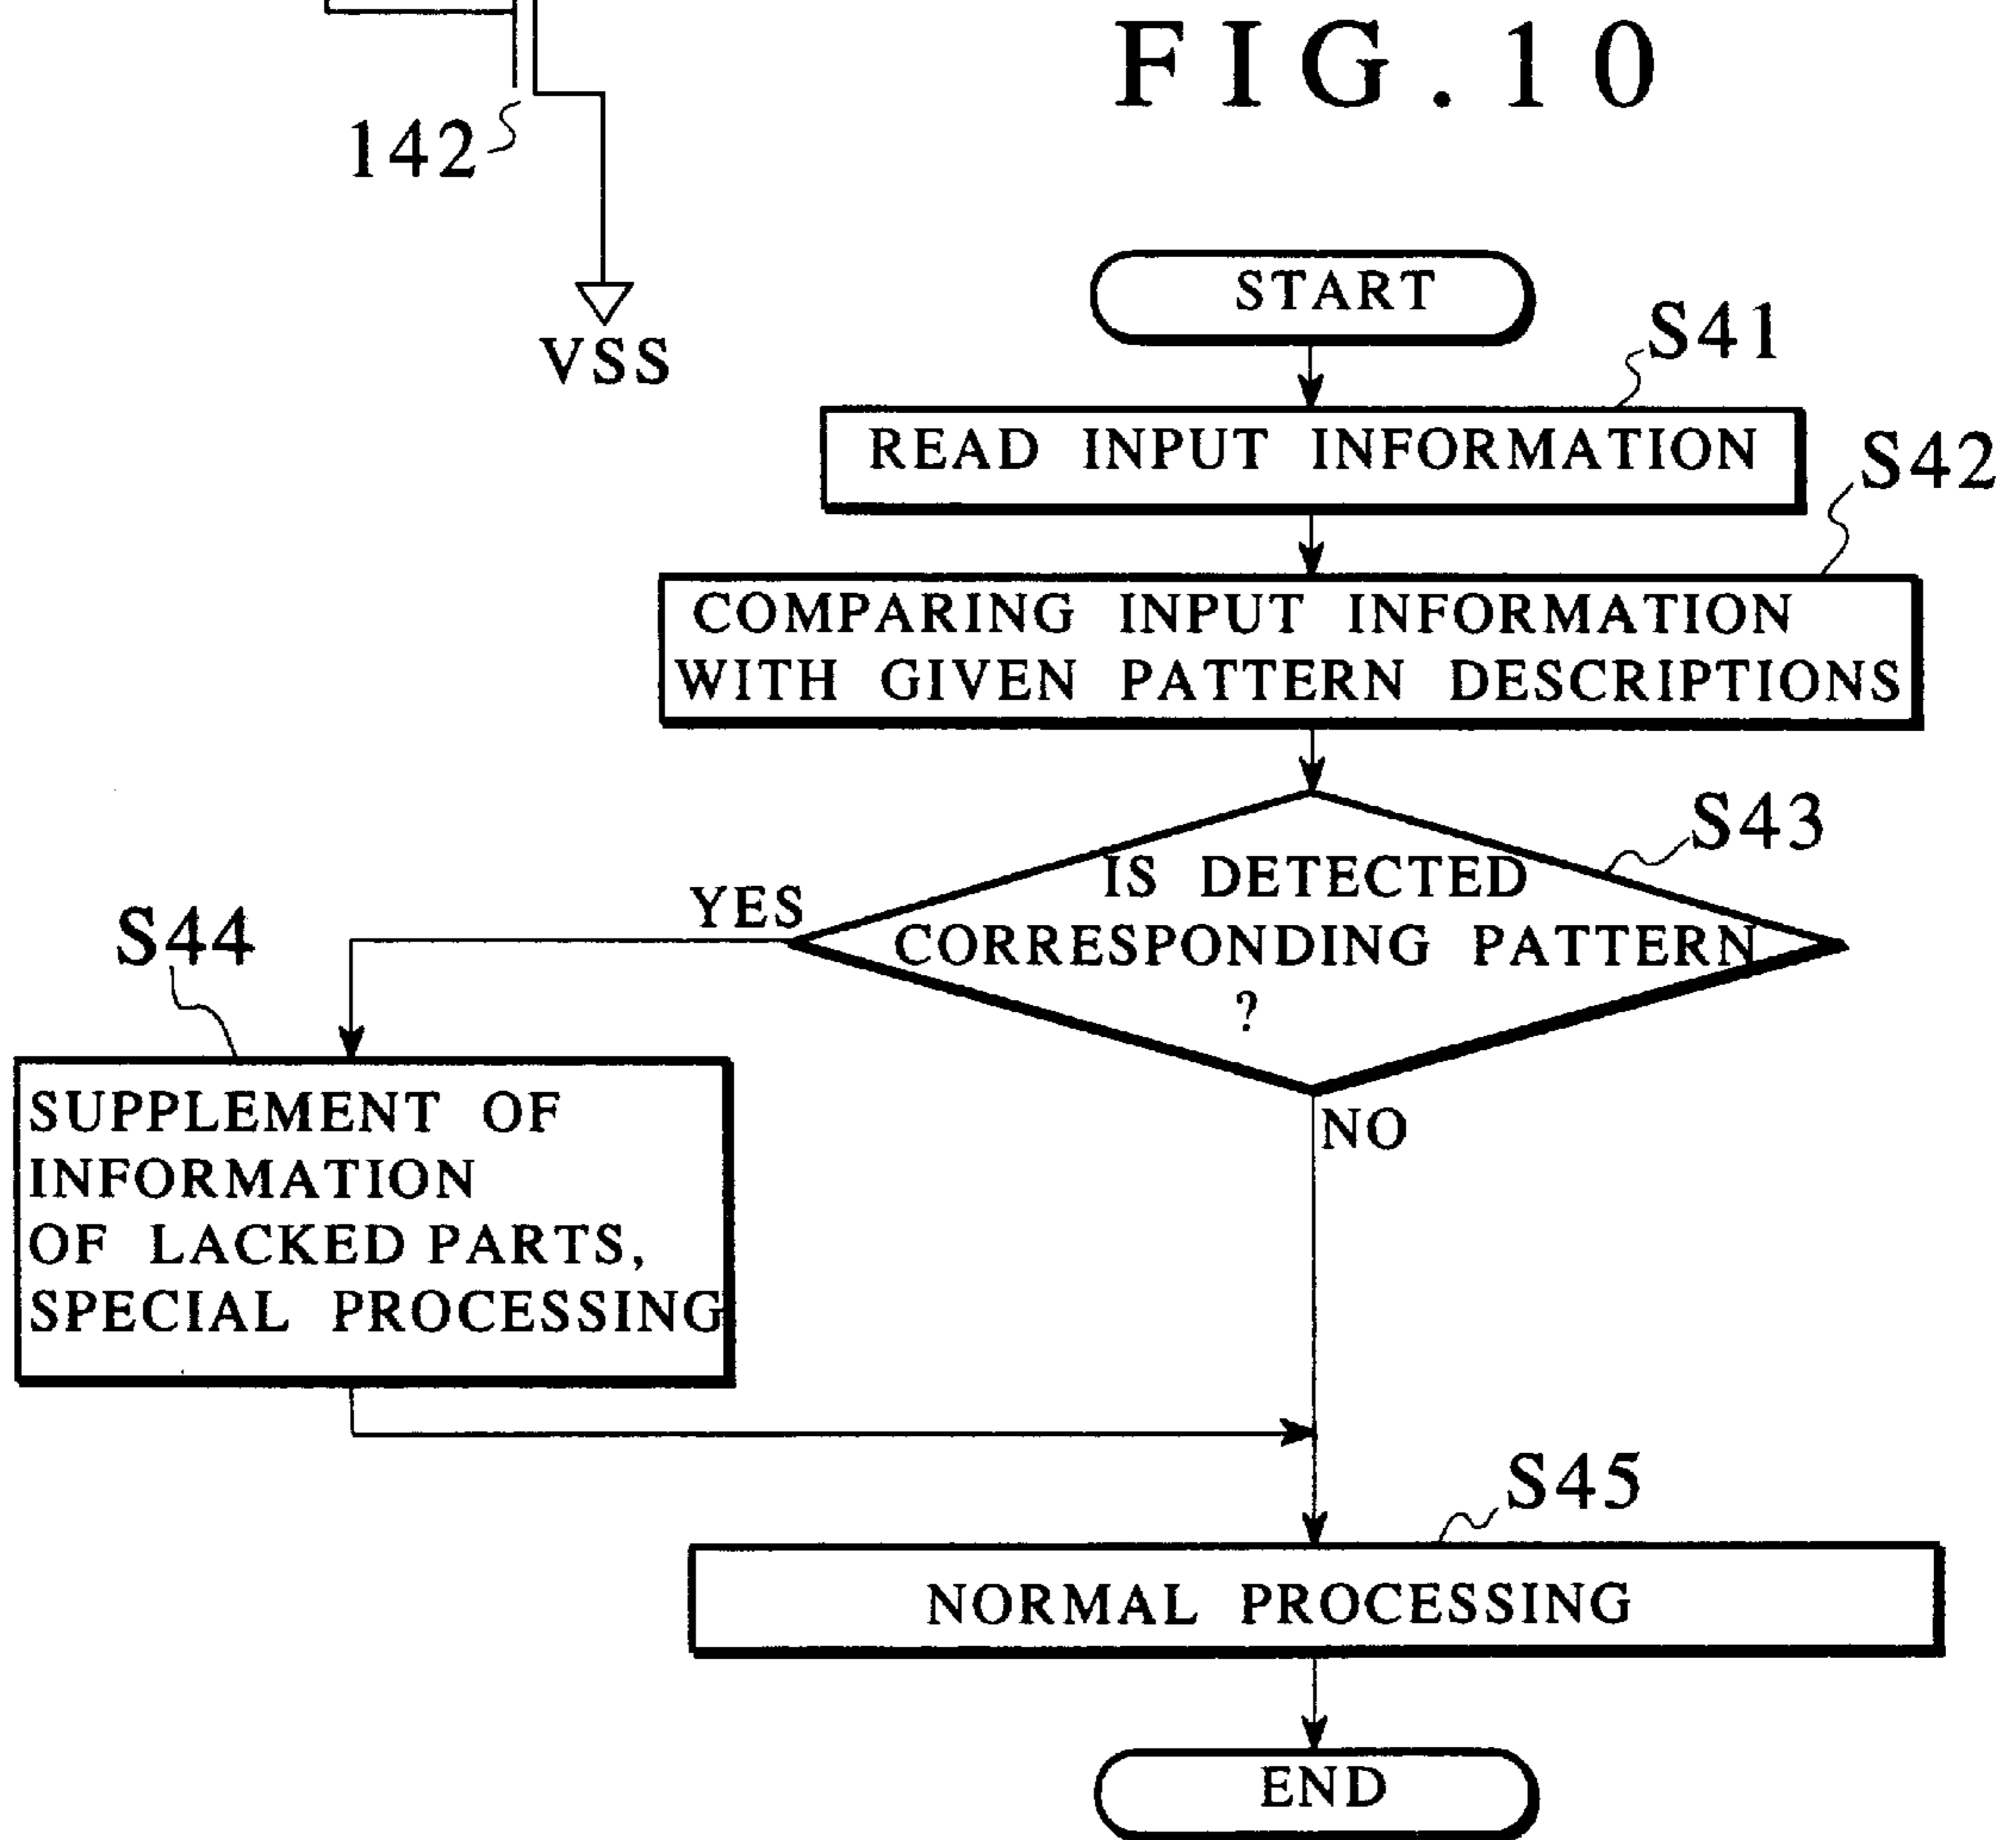 FIG.10
142
VSS
START
S41
READ INPUT INFORMATION
S42
COMPARING INPUT INFORMATION
WITH GIVEN PATTERN DESCRIPTIONS
S43
IS DETECTED
CORRESPONDING PATTERN
?
YES
NO
S44
SUPPLEMENT OF
INFORMATION
OF LACKED PARTS,
SPECIAL PROCESSING
S45
NORMAL PROCESSING
END